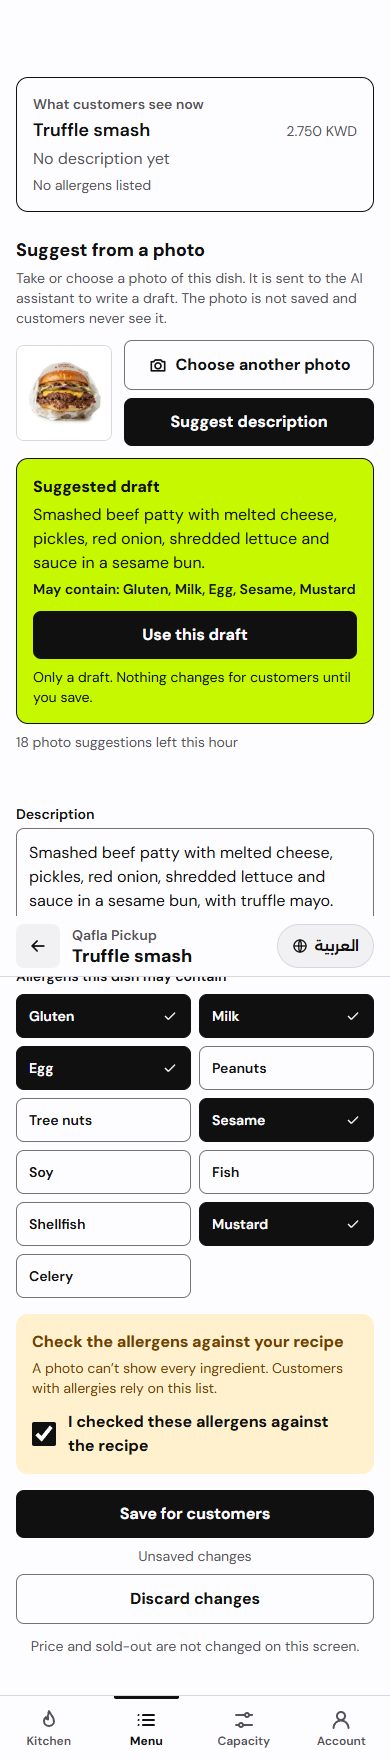 What customers see now
Truffle smash
2.750 KWD
No description yet
No allergens listed
Suggest from a photo
Take or choose a photo of this dish. It is sent to the AI
assistant to write a draft. The photo is not saved and
customers never see it.
Choose another photo
Suggest description
Suggested draft
Smashed beef patty with melted cheese,
pickles, red onion, shredded lettuce and
sauce in a sesame bun.
May contain: Gluten, Milk, Egg, Sesame, Mustard
Use this draft
Only a draft. Nothing changes for customers until
you save.
18 photo suggestions left this hour
Description
Smashed beef patty with melted cheese,
pickles, red onion, shredded lettuce and
sauce in a sesame bun, with truffle mayo.
Qafla Pickup
Truffle smash
العربية
Allergens this dish may contain
Gluten
Milk
Egg
Peanuts
Tree nuts
Sesame
Soy
Fish
Shellfish
Mustard
Celery
Check the allergens against your recipe
A photo can’t show every ingredient. Customers
with allergies rely on this list.
I checked these allergens against
the recipe
Save for customers
Unsaved changes
Discard changes
Price and sold-out are not changed on this screen.
Kitchen
Menu
Capacity
Account